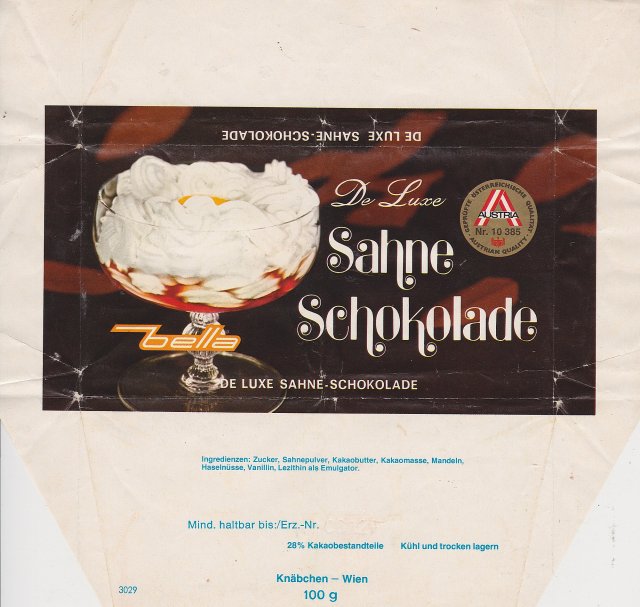 DE LUXE SAHNE-SCHOKOLADE
De Luxe
GEPRÜFTE ÖSTERREICHISCHE QUALITÄT
AUSTRIA
Nr. 10 385
AUSTRIAN QUALITY
Sahne
Schokolade
bella
DE LUXE SAHNE-SCHOKOLADE
Ingredienzen: Zucker, Sahnepulver, Kakaobutter, Kakaomasse, Mandeln,
Haselnüsse, Vanillin, Lezithin als Emulgator.
Mind. haltbar bis:/Erz.-Nr.
28% Kakaobestandteile Kühl und trocken lagern
Knäbchen – Wien
3029
100 g